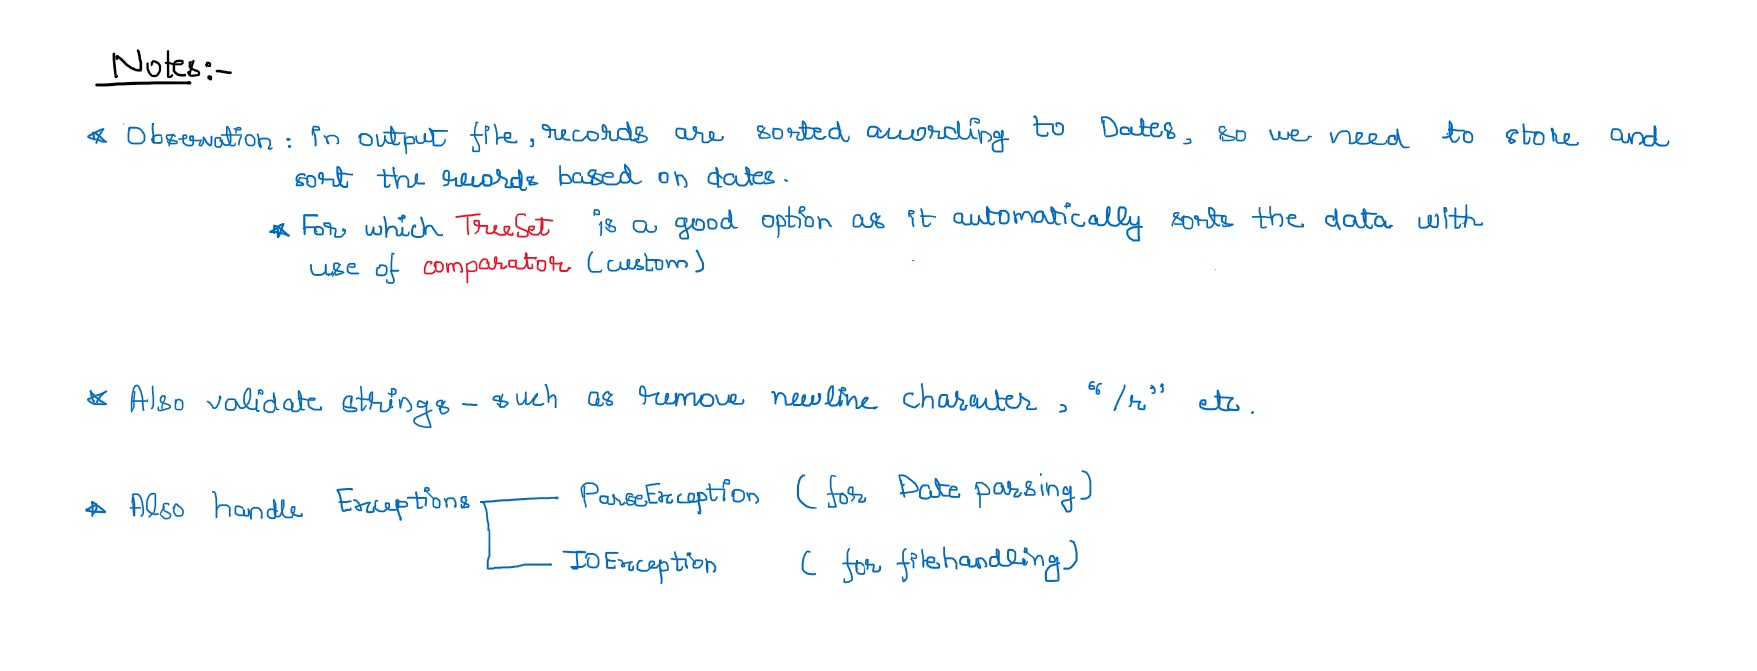 Notes:-
* Observation : In output file, records are sorted according to Dates, so we need to store and
sort the records based on dates.
* For which TreeSet is a good option as it automatically sorts the data with
use of comparator (custom)
* Also validate strings - such as remove newline character, "/r" etc.
* Also handle Exceptions ParseException (for Date parsing)
IOException (for filehandling)